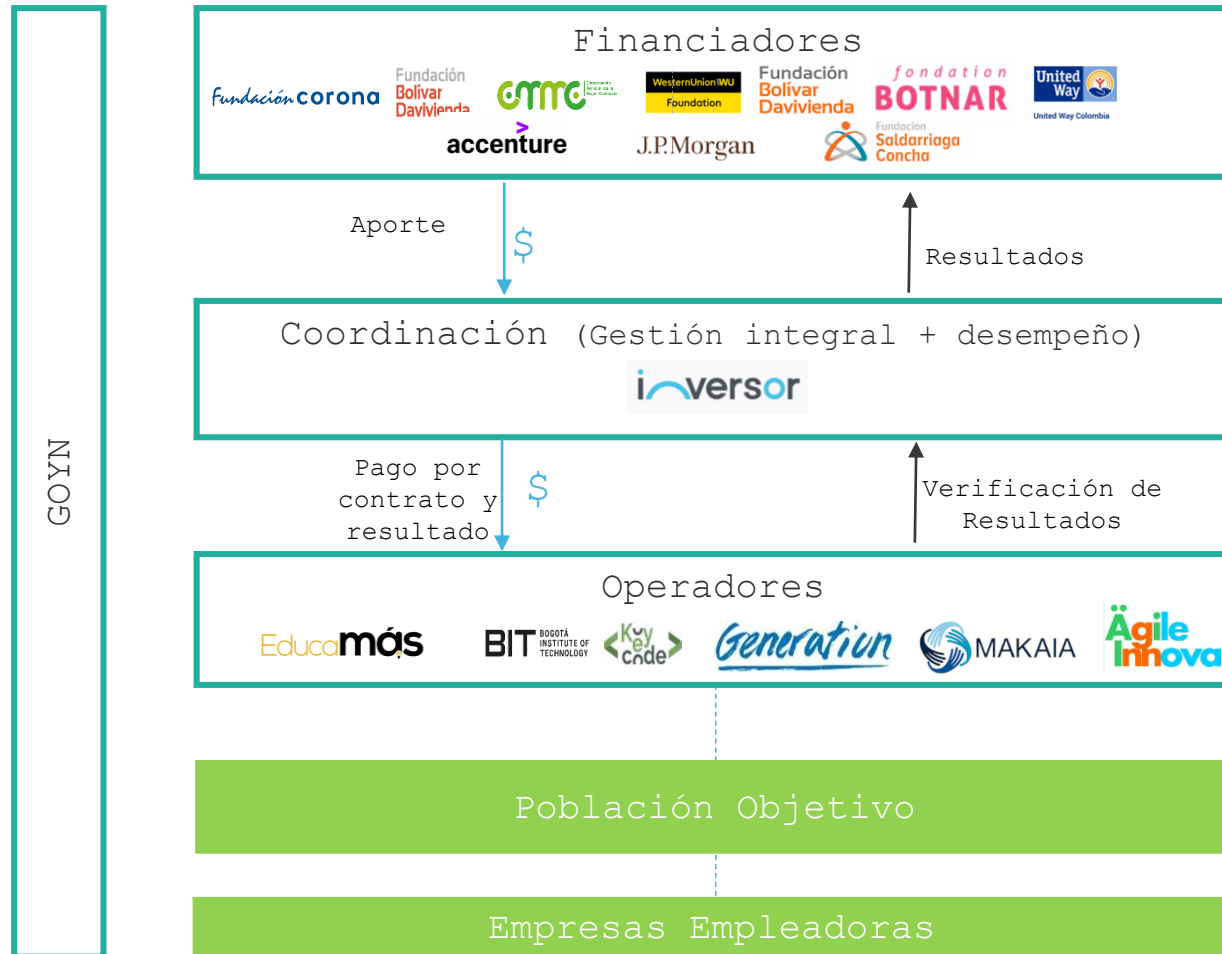 GOYN
Financiadores
Fundación corona
Fundación
Bolívar
Davivienda
cmmc
WesternUnion\WU
Foundation
Fundación
Bolívar
Davivienda
fondation
BOTNAR
United
Way
United Way Colombia
accenture
J.P.Morgan
Fundación
Saldarriaga
Concha
Aporte
$
Resultados
Coordinación (Gestión integral + desempeño)
inversor
Pago por
contrato y
resultado
$
Verificación de
Resultados
Operadores
Educamás
BIT
BOGOTÁ
INSTITUTE OF
TECHNOLOGY
Generation
MAKAIA
Ägile
Innova
Población Objetivo
Empresas Empleadoras